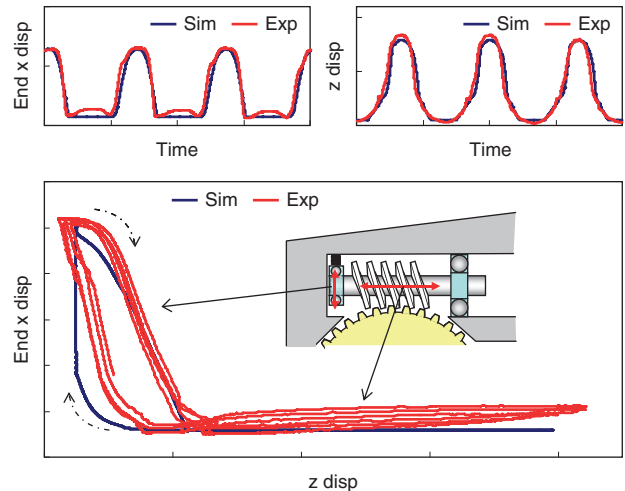 Sim Exp
End x disp
Time
Sim Exp
z disp
Time
Sim Exp
End x disp
z disp